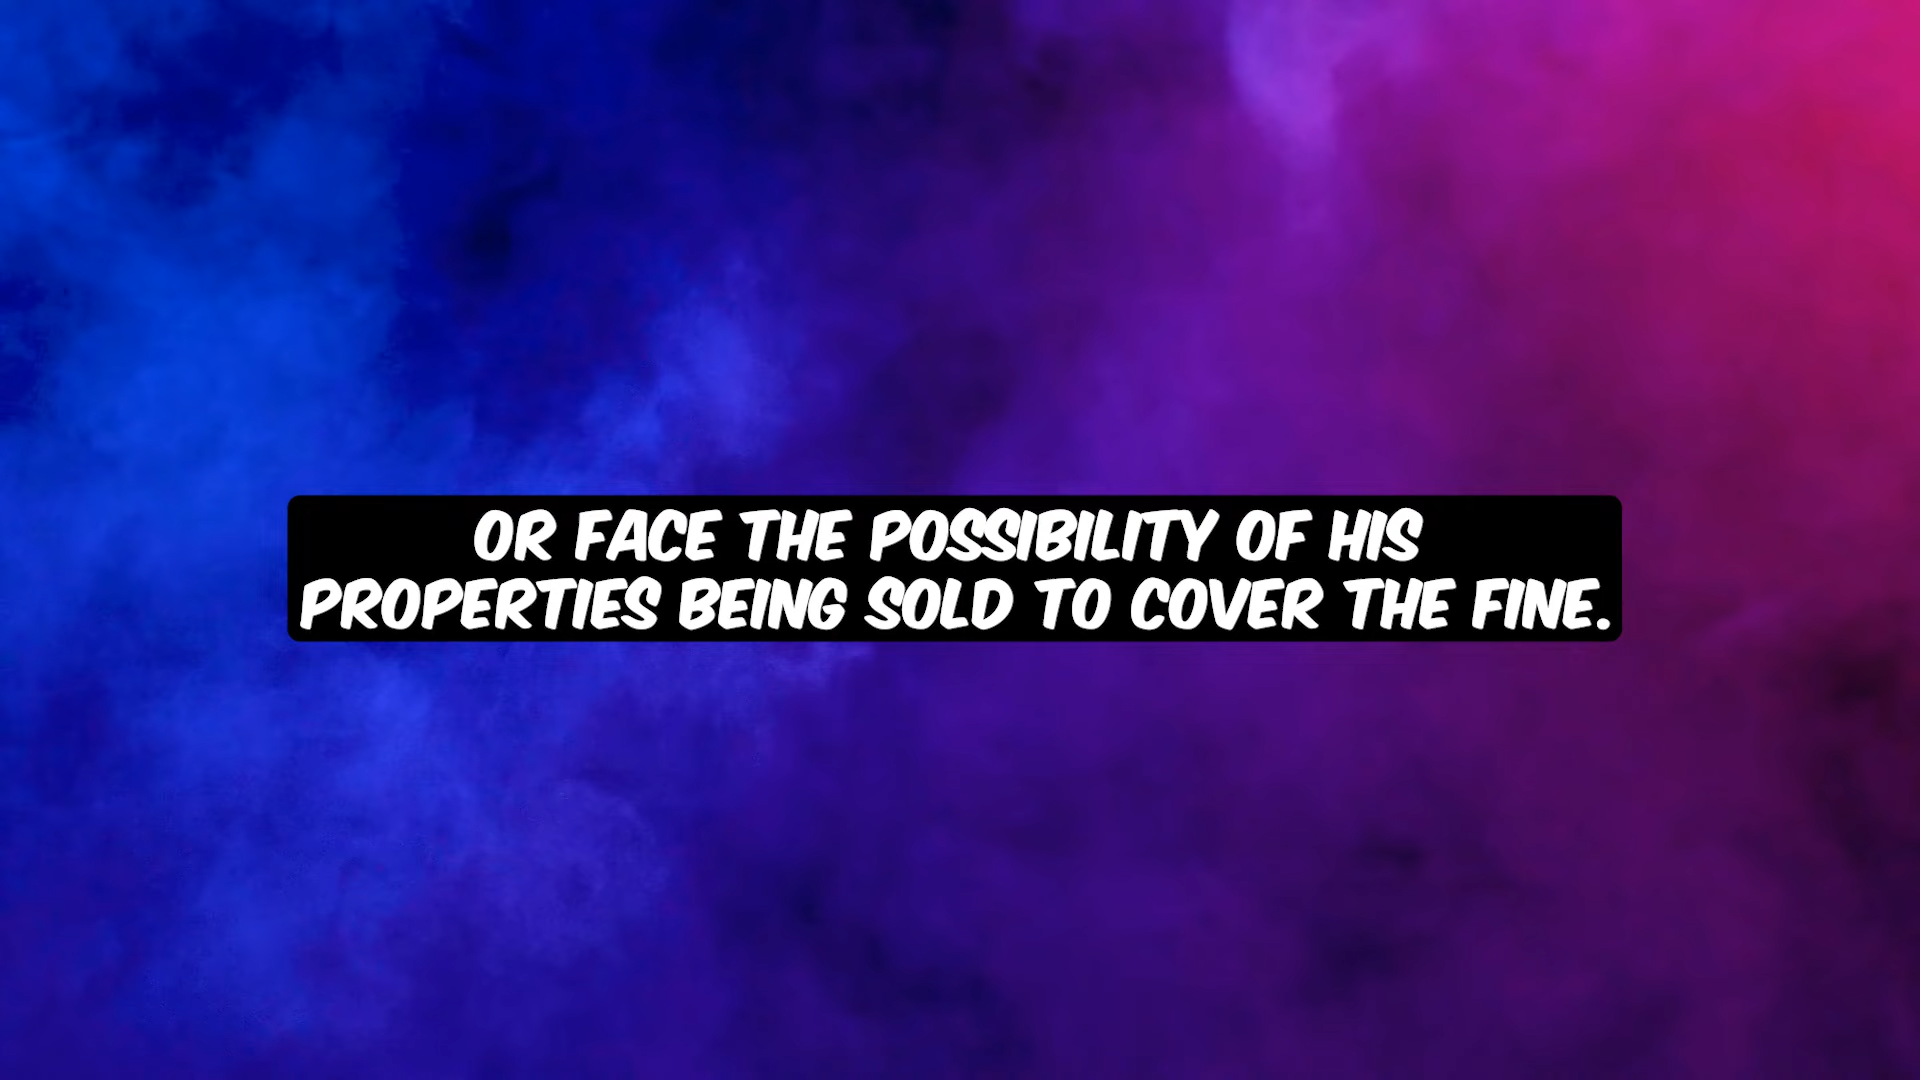 OR FACE THE POSSIBILITY OF HIS
PROPERTIES BEING SOLD TO COVER THE FINE.